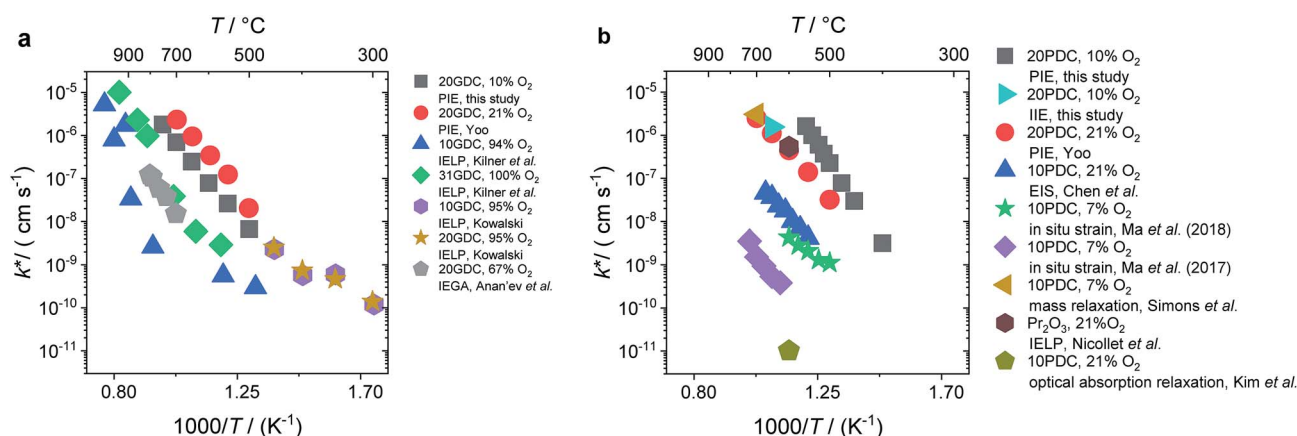 a
T / °C
900 700 500 300
10⁻⁵
10⁻⁶
10⁻⁷
10⁻⁸
10⁻⁹
10⁻¹⁰
10⁻¹¹
k*/ ( cm s⁻¹)
0.80 1.25 1.70
1000/T / (K⁻¹)
20GDC, 10% O₂
PIE, this study
20GDC, 21% O₂
PIE, Yoo
10GDC, 94% O₂
IELP, Kilner et al.
31GDC, 100% O₂
IELP, Kilner et al.
10GDC, 95% O₂
IELP, Kowalski
20GDC, 95% O₂
IELP, Kowalski
20GDC, 67% O₂
IEGA, Anan'ev et al.
b
T / °C
900 700 500 300
10⁻⁵
10⁻⁶
10⁻⁷
10⁻⁸
10⁻⁹
10⁻¹⁰
10⁻¹¹
k*/ ( cm s⁻¹)
0.80 1.25 1.70
1000/T / (K⁻¹)
20PDC, 10% O₂
PIE, this study
20PDC, 10% O₂
IIE, this study
20PDC, 21% O₂
PIE, Yoo
10PDC, 21% O₂
EIS, Chen et al.
10PDC, 7% O₂
in situ strain, Ma et al. (2018)
10PDC, 7% O₂
in situ strain, Ma et al. (2017)
10PDC, 7% O₂
mass relaxation, Simons et al.
Pr₂O₃, 21%O₂
IELP, Nicollet et al.
10PDC, 21% O₂
optical absorption relaxation, Kim et al.